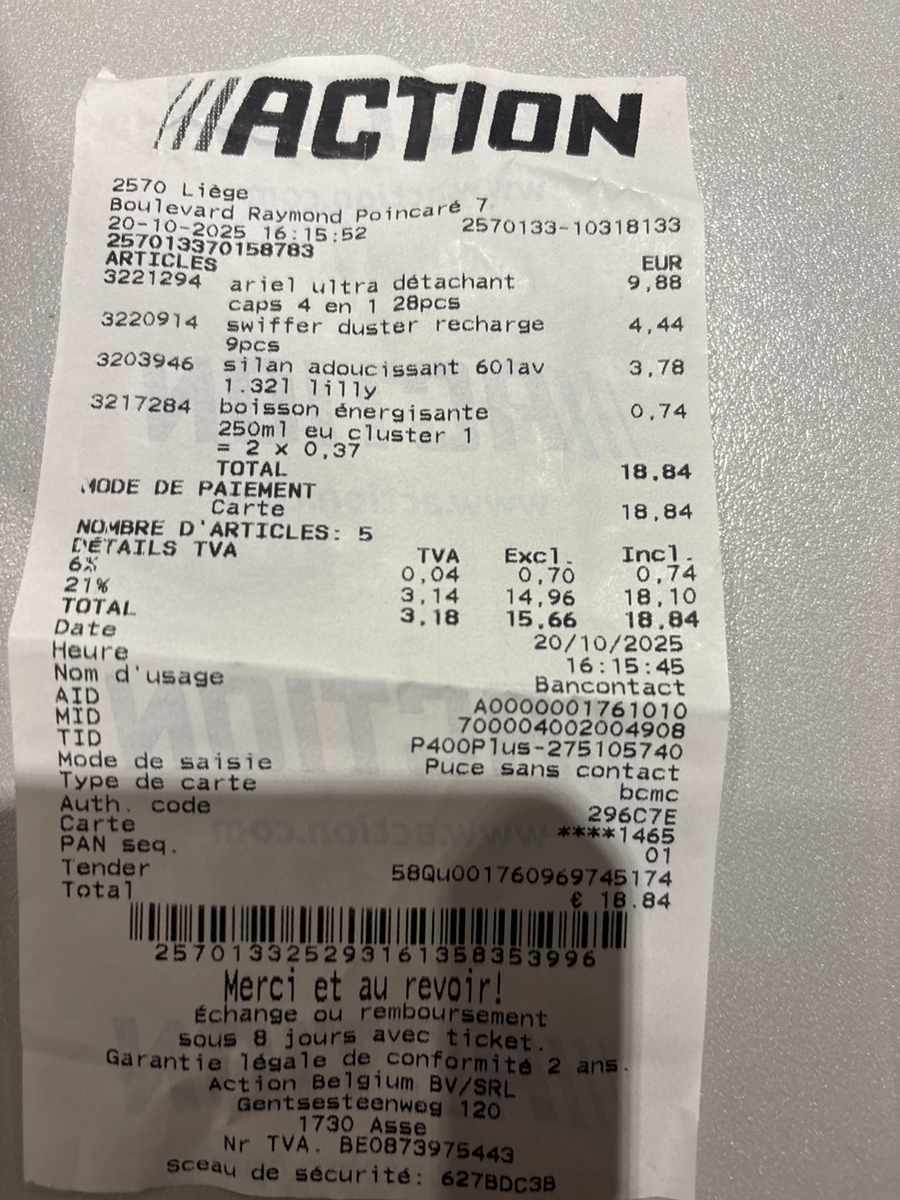 ACTION
2570 Liège
Boulevard Raymond Poincaré 7
20-10-2025 16:15:52 2570133-10318133
257013370158783
ARTICLES EUR
3221294 ariel ultra détachant 9,88
caps 4 en 1 28pcs
3220914 swiffer duster recharge 4,44
9pcs
3203946 silan adoucissant 60lav 3,78
1.32l lilly
3217284 boisson énergisante 0,74
250ml eu cluster 1
= 2 x 0,37
TOTAL 18,84
MODE DE PAIEMENT
Carte 18,84
NOMBRE D'ARTICLES: 5
DÉTAILS TVA TVA Excl. Incl.
6% 0,04 0,70 0,74
21% 3,14 14,96 18,10
TOTAL 3,18 15,66 18,84
Date 20/10/2025
Heure 16:15:45
Nom d'usage Bancontact
AID A0000001761010
MID 7000040020049​08
TID P400Plus-275105740
Mode de saisie Puce sans contact
Type de carte bcmc
Auth. code 296C7E
Carte ****1465
PAN seq. 01
Tender 58Qu001760969745174
Total € 18.84
2570133252931613583539​96
Merci et au revoir!
Échange ou remboursement
sous 8 jours avec ticket.
Garantie légale de conformité 2 ans.
Action Belgium BV/SRL
Gentsesteenweg 120
1730 Asse
Nr TVA. BE0873975443
Sceau de sécurité: 627BDC3B